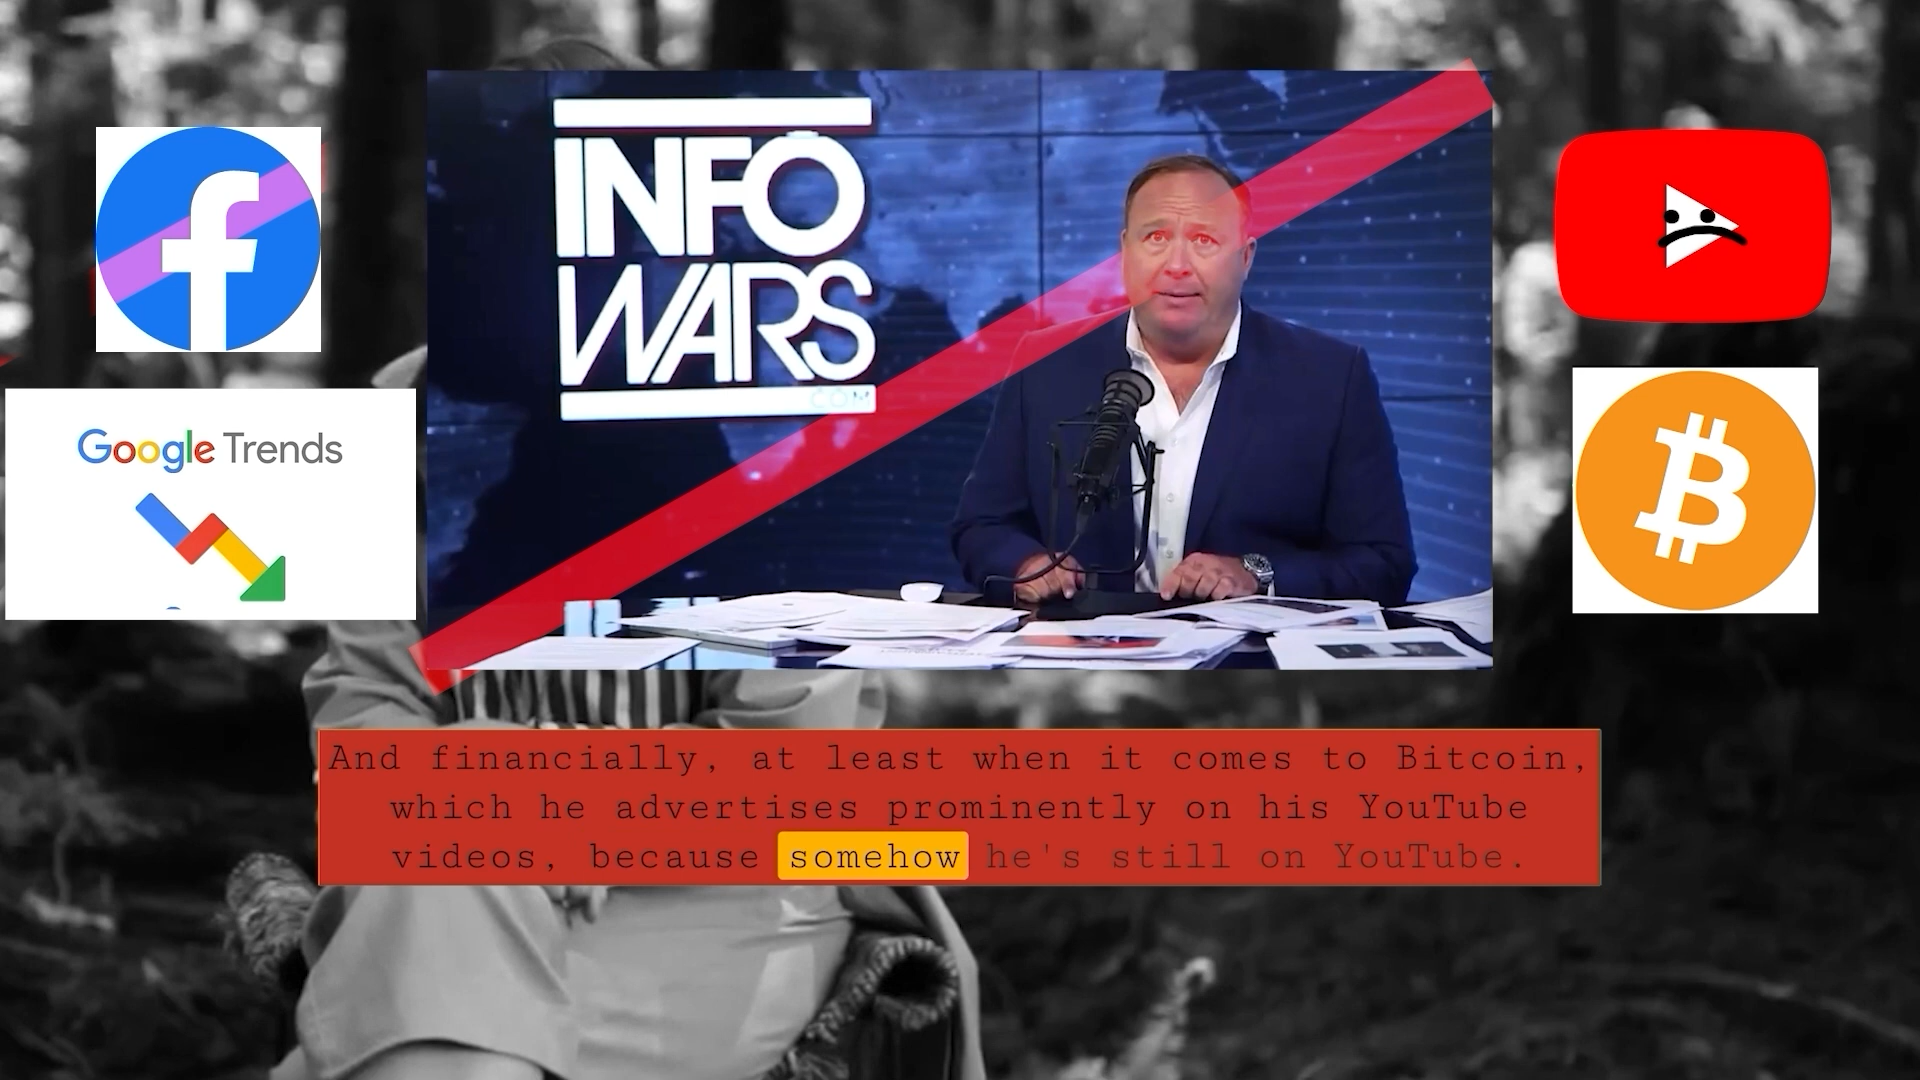 INFO
WARS
.COM
f
Google Trends
And financially, at least when it comes to Bitcoin,
which he advertises prominently on his YouTube
videos, because somehow he's still on YouTube.